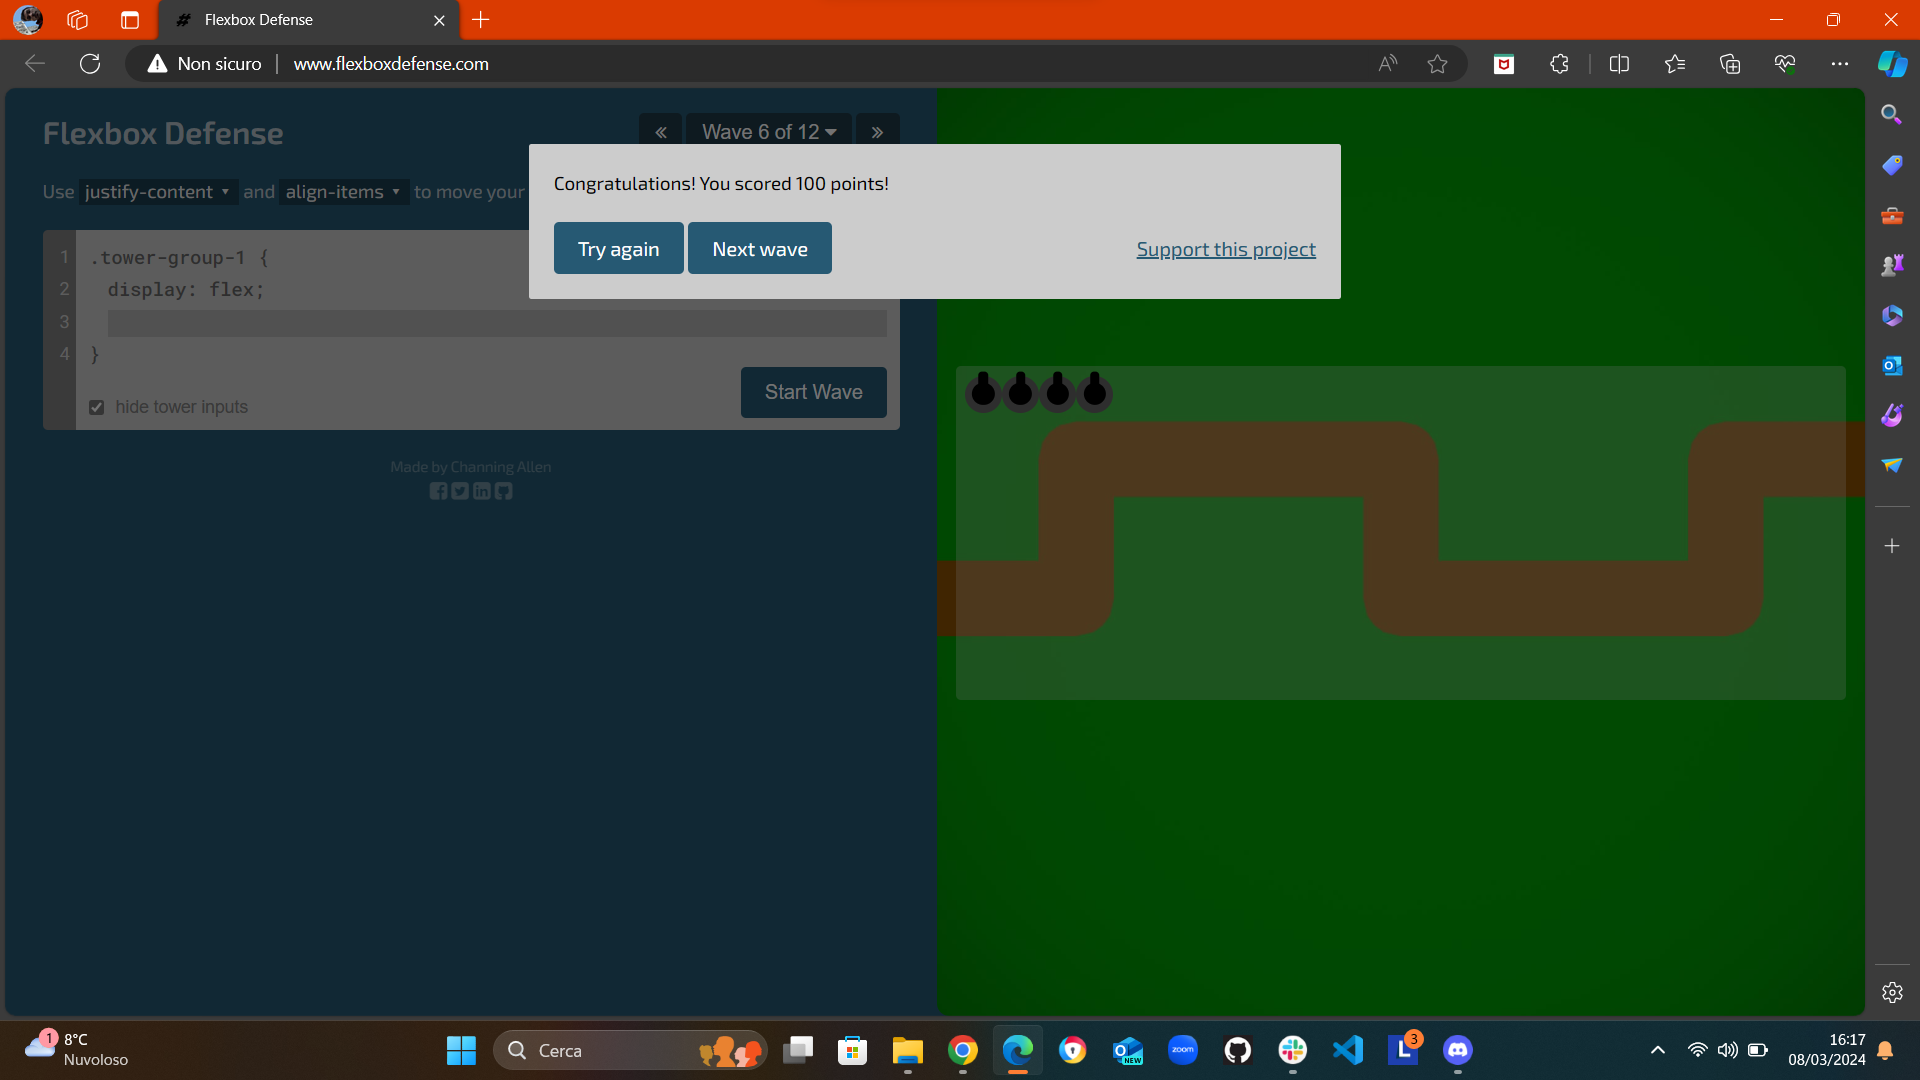 Flexbox Defense
Non sicuro
www.flexboxdefense.com
Flexbox Defense
« Wave 6 of 12 »
Use justify-content and align-items to move your
Congratulations! You scored 100 points!
Try again
Next wave
Support this project
1 .tower-group-1 {
2 display: flex;
3
4 }
hide tower inputs
Start Wave
Made by Channing Allen
1
8°C
Nuvoloso
Cerca
NEW
zoom
L
3
16:17
08/03/2024